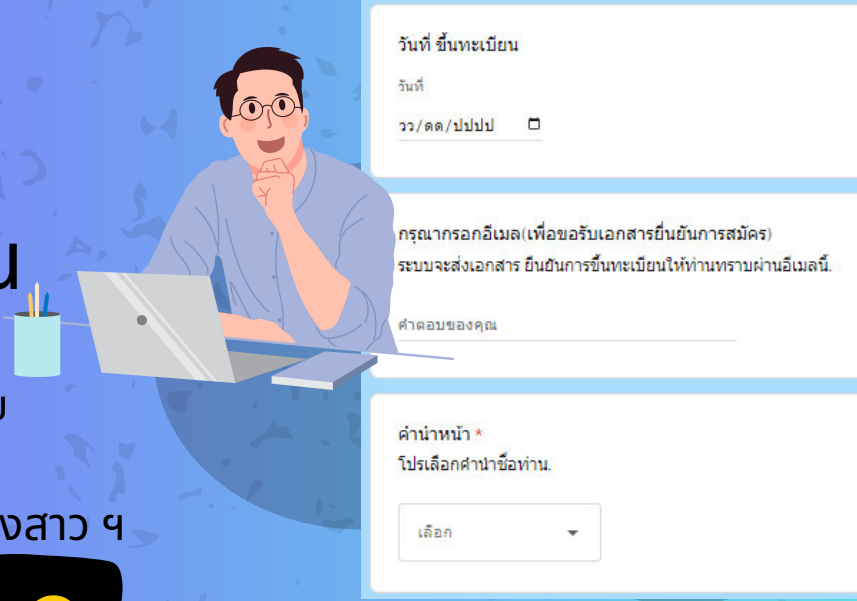 วันที่ ขึ้นทะเบียน
วันที่
วว/ดด/ปปปป
กรุณากรอกอีเมล(เพื่อขอรับเอกสารยื่นยันการสมัคร)
ระบบจะส่งเอกสาร ยืนยันการขึ้นทะเบียนให้ท่านทราบผ่านอีเมลนี้.
คำตอบของคุณ
คำนำหน้า *
โปรเลือกคำนำชื่อท่าน.
เลือก
น
งสาว ฯ